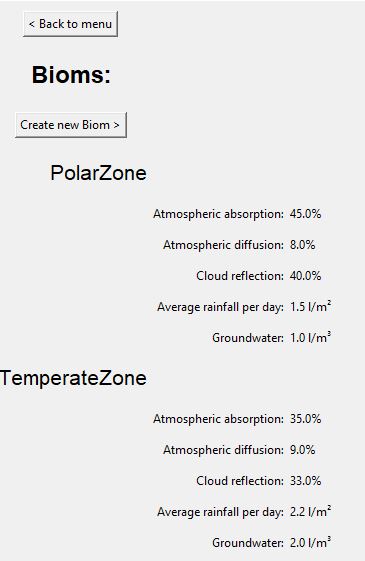 < Back to menu
Bioms:
Create new Biom >
PolarZone
Atmospheric absorption: 45.0%
Atmospheric diffusion: 8.0%
Cloud reflection: 40.0%
Average rainfall per day: 1.5 l/m²
Groundwater: 1.0 l/m³
TemperateZone
Atmospheric absorption: 35.0%
Atmospheric diffusion: 9.0%
Cloud reflection: 33.0%
Average rainfall per day: 2.2 l/m²
Groundwater: 2.0 l/m³